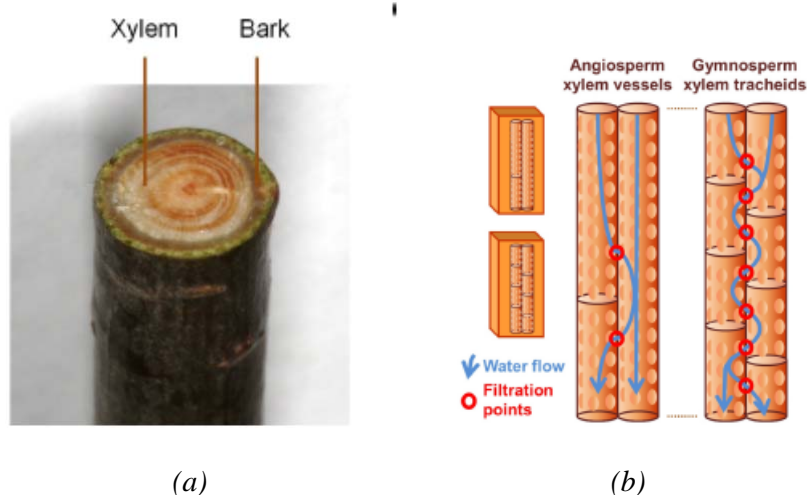 Xylem Bark
Angiosperm Gymnosperm
xylem vessels xylem tracheids
Water flow
Filtration
points
(a) (b)